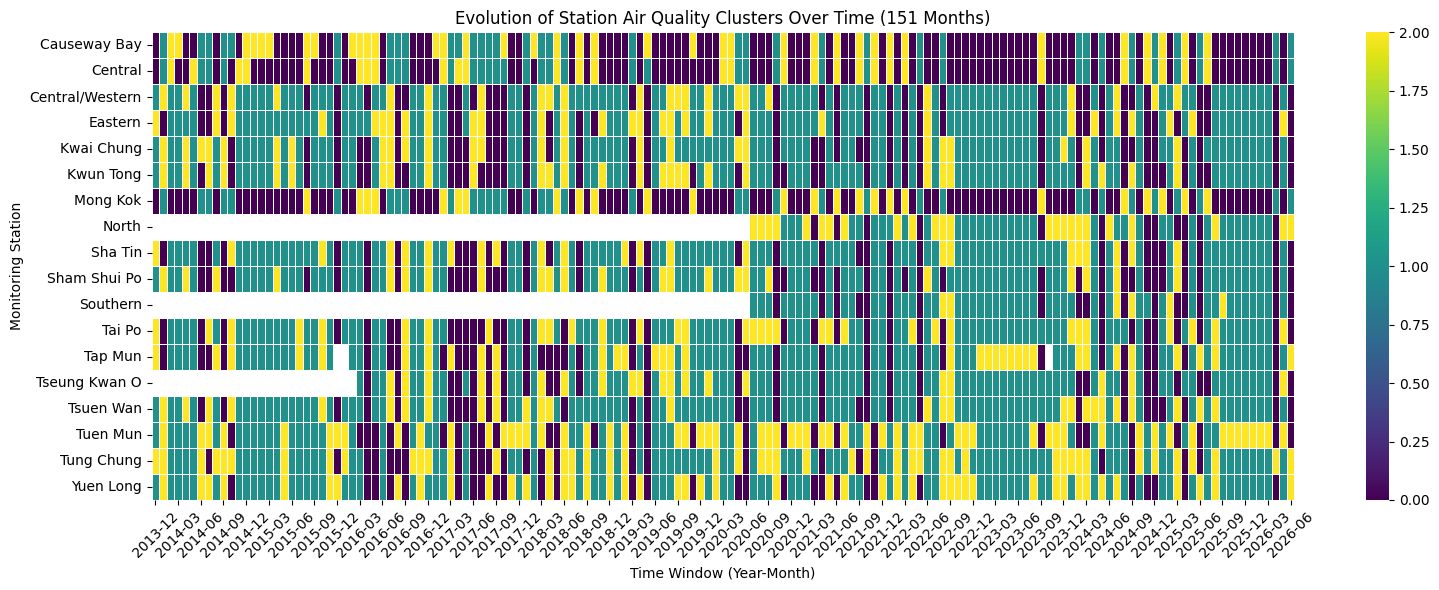 Evolution of Station Air Quality Clusters Over Time (151 Months)
Monitoring Station
Causeway Bay
Central
Central/Western
Eastern
Kwai Chung
Kwun Tong
Mong Kok
North
Sha Tin
Sham Shui Po
Southern
Tai Po
Tap Mun
Tseung Kwan O
Tsuen Wan
Tuen Mun
Tung Chung
Yuen Long
2013-12
2014-03
2014-06
2014-09
2014-12
2015-03
2015-06
2015-09
2015-12
2016-03
2016-06
2016-09
2016-12
2017-03
2017-06
2017-09
2017-12
2018-03
2018-06
2018-09
2018-12
2019-03
2019-06
2019-09
2019-12
2020-03
2020-06
2020-09
2020-12
2021-03
2021-06
2021-09
2021-12
2022-03
2022-06
2022-09
2022-12
2023-03
2023-06
2023-09
2023-12
2024-03
2024-06
2024-09
2024-12
2025-03
2025-06
2025-09
2025-12
2026-03
2026-06
Time Window (Year-Month)
2.00
1.75
1.50
1.25
1.00
0.75
0.50
0.25
0.00